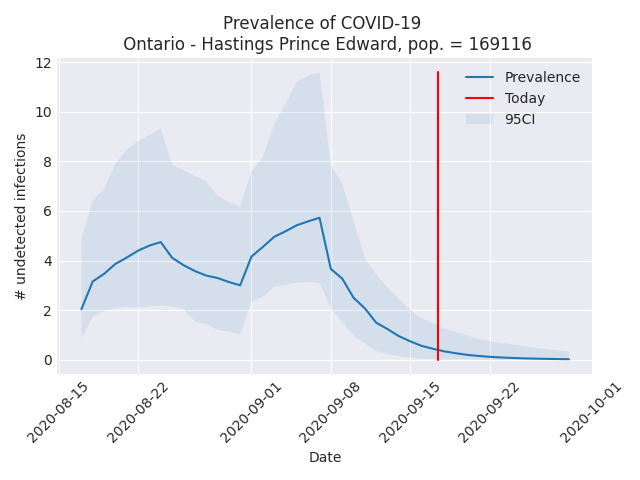 Prevalence of COVID-19
Ontario - Hastings Prince Edward, pop. = 169116
12
10
8
6
4
2
0
# undetected infections
Prevalence
Today
95CI
2020-08-15
2020-08-22
2020-09-01
2020-09-08
2020-09-15
2020-09-22
2020-10-01
Date